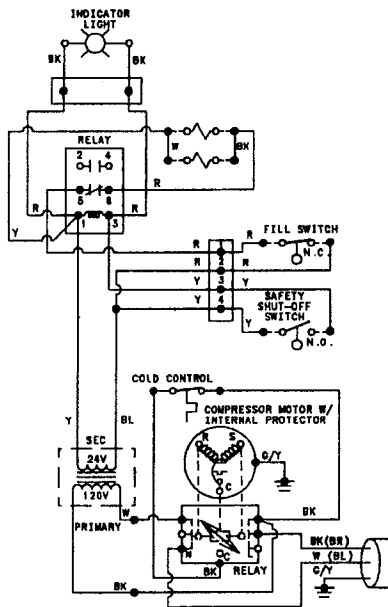 INDICATOR
LIGHT
BK
BK
RELAY
2
4
W
BK
5
6
R
R
1
3
R
Y
R
1
R
FILL SWITCH
N.C.
W
2
W
Y
3
Y
SAFETY
SHUT-OFF
SWITCH
Y
4
Y
N.O.
COLD CONTROL
COMPRESSOR MOTOR W/
INTERNAL PROTECTOR
Y
BL
R
S
SEC
24V
G/Y
C
120V
PRIMARY
W
BK
BK(BR)
N
W (BL)
C
G/Y
BK
RELAY
BK